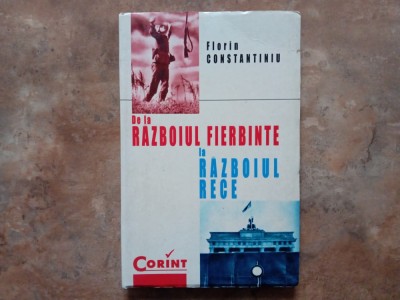 Florin
CONSTANTINIU
De la
RAZBOIUL FIERBINTE
la
RAZBOIUL
RECE
CORINT